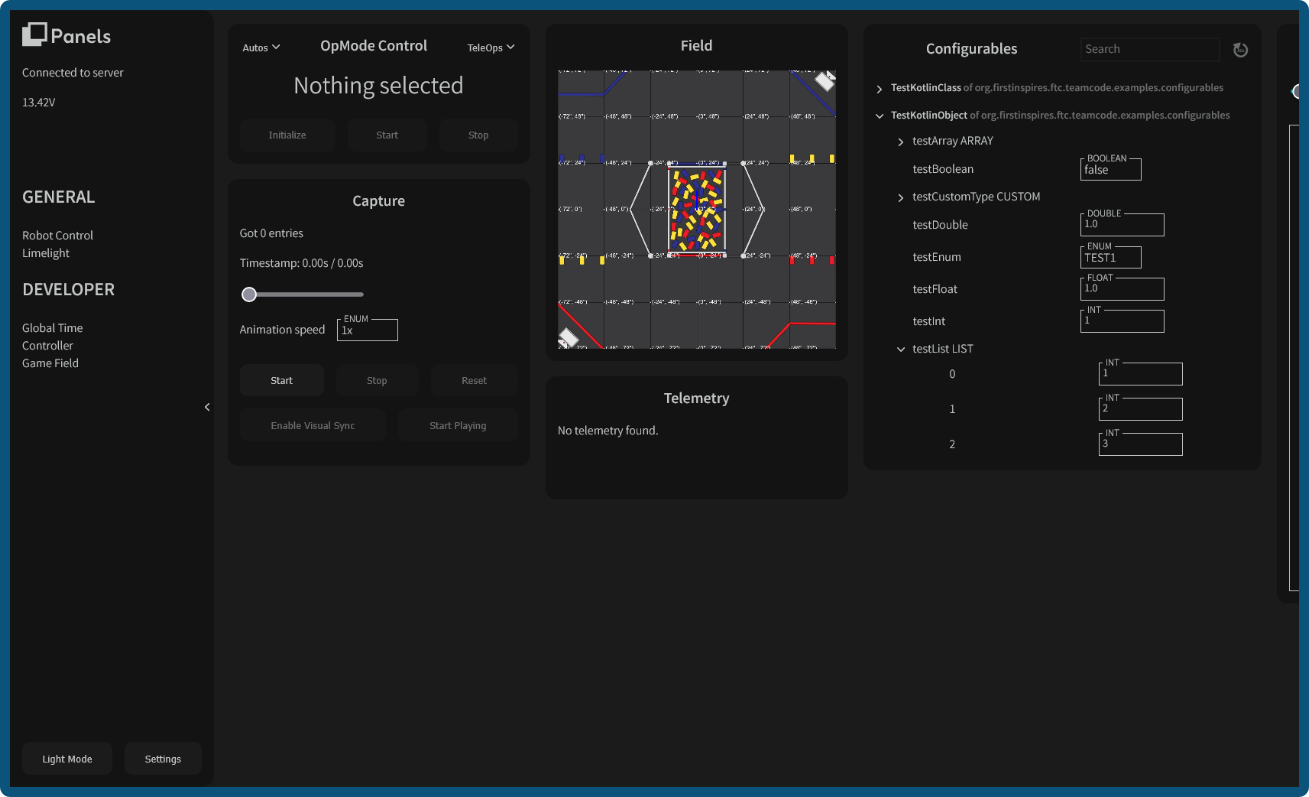 Panels
Connected to server
13.42V
GENERAL
Robot Control
Limelight
DEVELOPER
Global Time
Controller
Game Field
Light Mode
Settings
Autos
OpMode Control
TeleOps
Nothing selected
Initialize
Start
Stop
Capture
Got 0 entries
Timestamp: 0.00s / 0.00s
Animation speed
ENUM
1x
Start
Stop
Reset
Enable Visual Sync
Start Playing
Field
Telemetry
No telemetry found.
Configurables
Search
TestKotlinClass of org.firstinspires.ftc.teamcode.examples.configurables
TestKotlinObject of org.firstinspires.ftc.teamcode.examples.configurables
testArray ARRAY
testBoolean
BOOLEAN
false
testCustomType CUSTOM
testDouble
DOUBLE
1.0
testEnum
ENUM
TEST1
testFloat
FLOAT
1.0
testInt
INT
1
testList LIST
0
INT
1
1
INT
2
2
INT
3